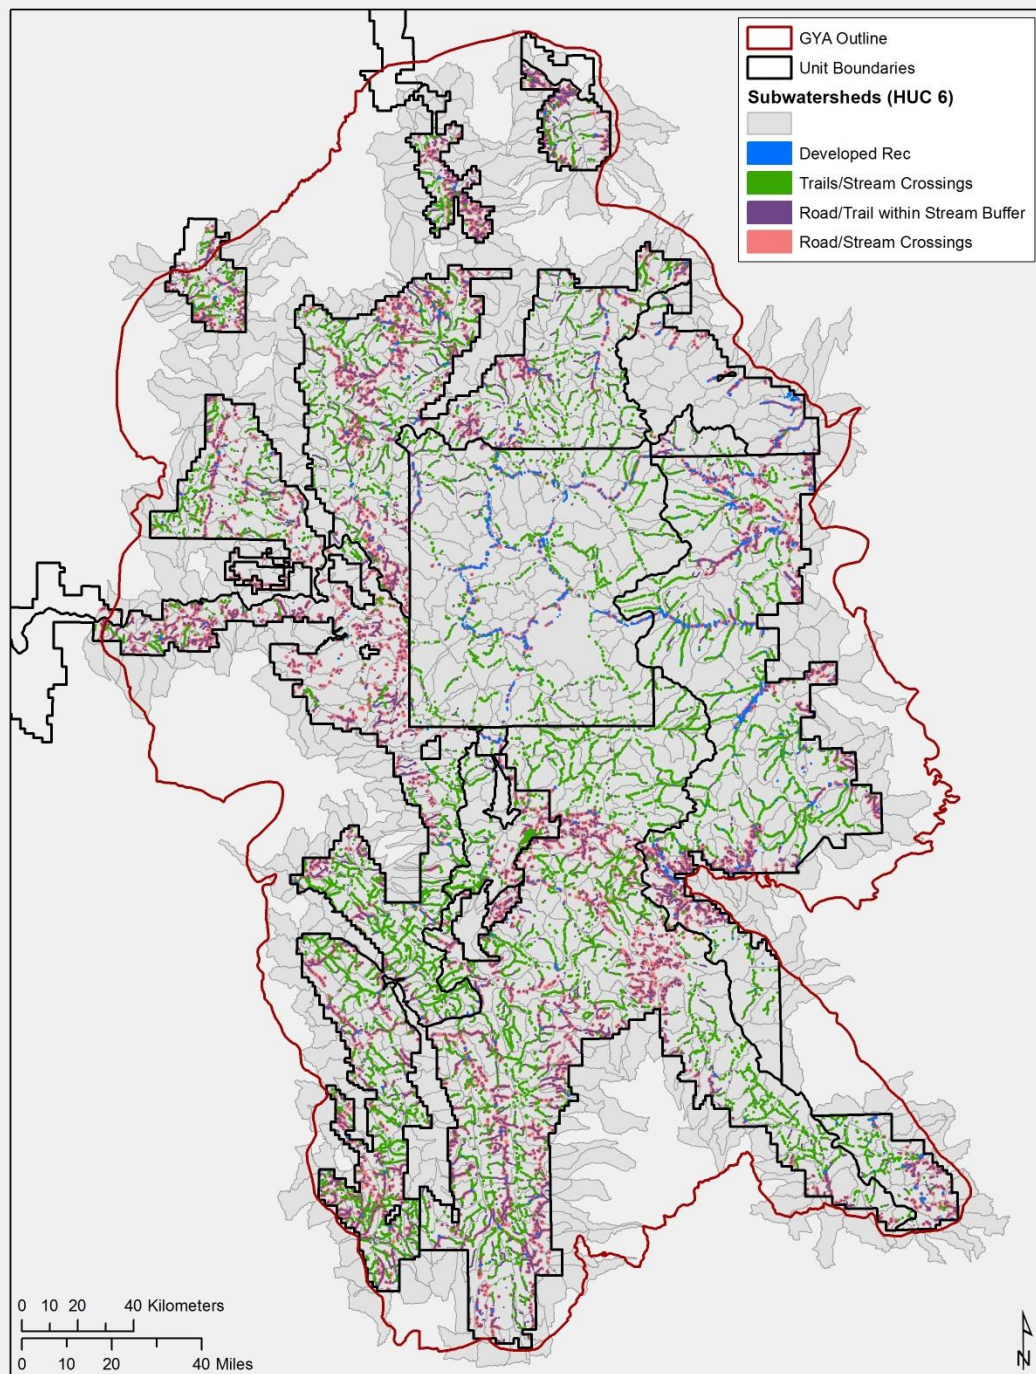 GYA Outline
Unit Boundaries
Subwatersheds (HUC 6)
Developed Rec
Trails/Stream Crossings
Road/Trail within Stream Buffer
Road/Stream Crossings
0 10 20 40 Kilometers
0 10 20 40 Miles
N